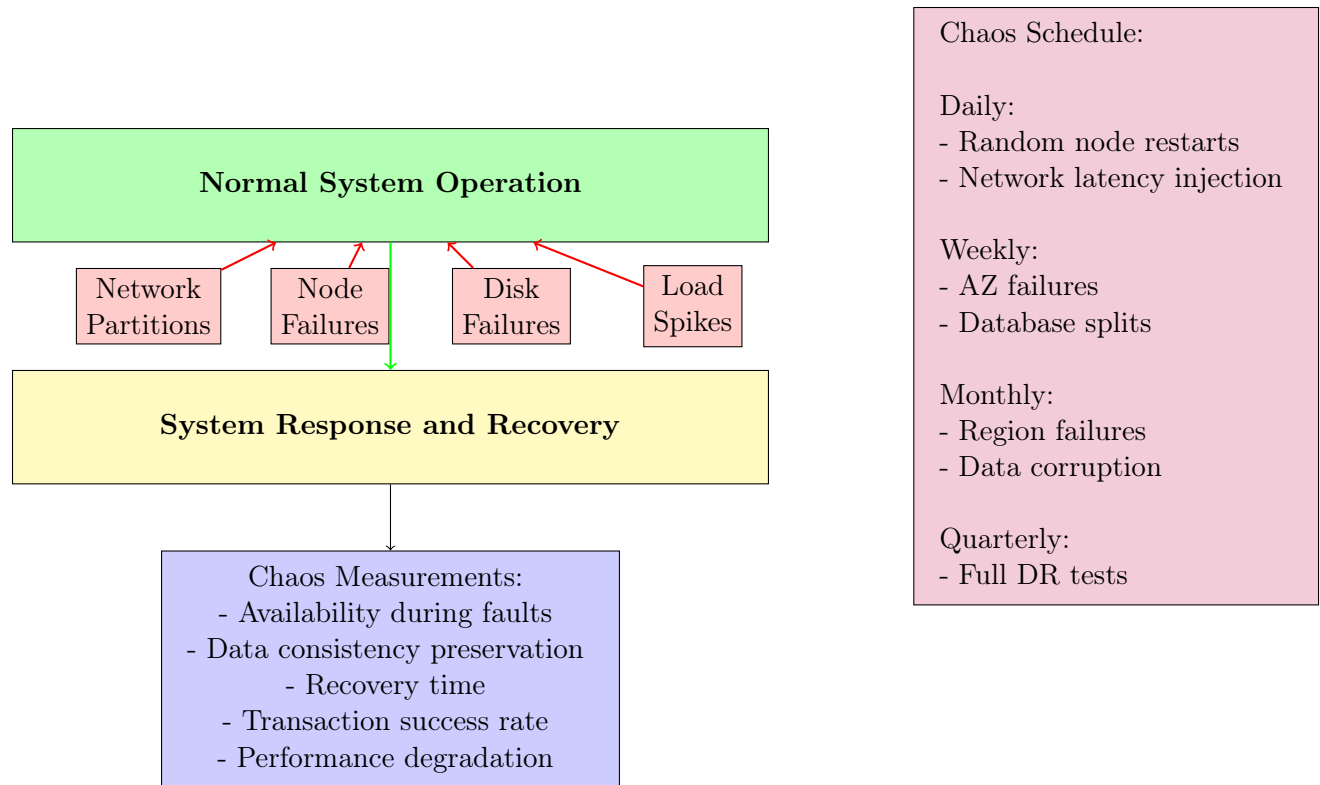 Normal System Operation
Network
Partitions
Node
Failures
Disk
Failures
Load
Spikes
System Response and Recovery
Chaos Measurements:
- Availability during faults
- Data consistency preservation
- Recovery time
- Transaction success rate
- Performance degradation
Chaos Schedule:
Daily:
- Random node restarts
- Network latency injection
Weekly:
- AZ failures
- Database splits
Monthly:
- Region failures
- Data corruption
Quarterly:
- Full DR tests